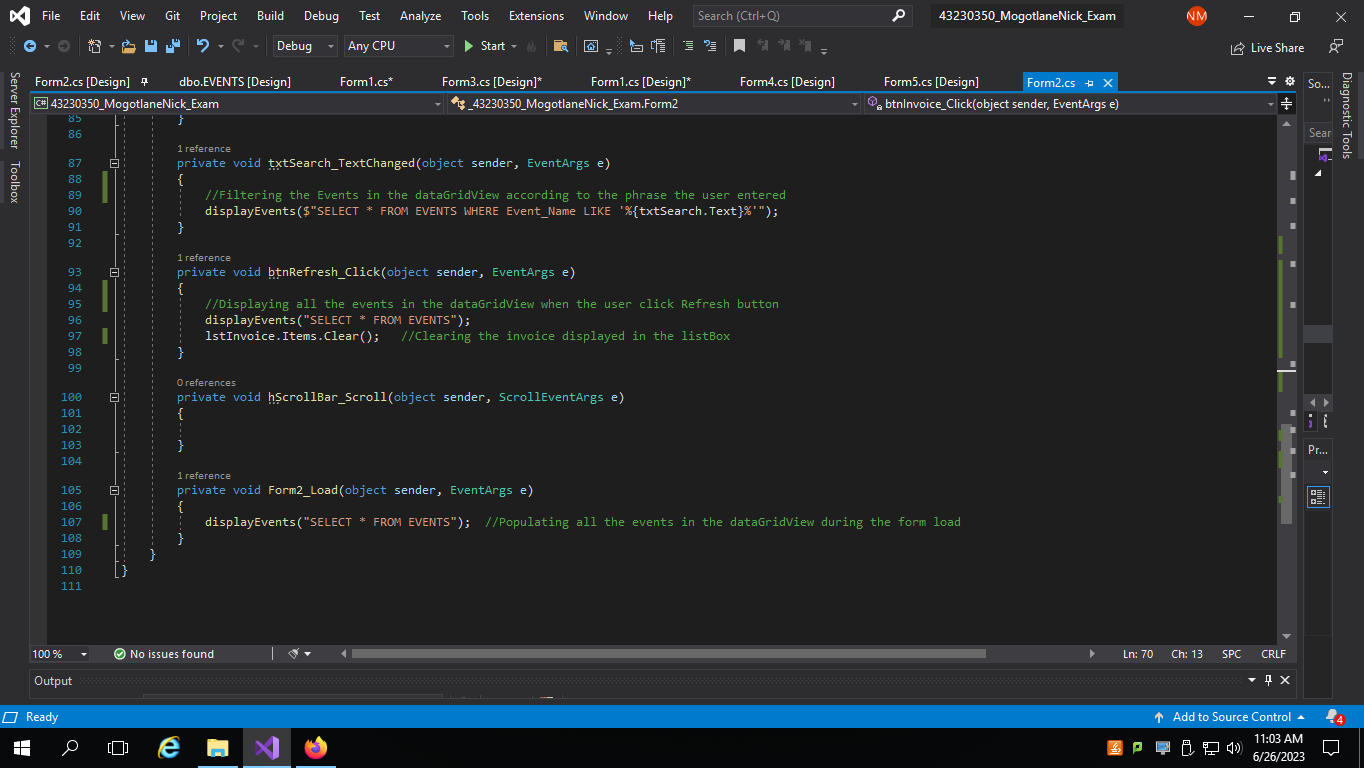 File Edit View Git Project Build Debug Test Analyze Tools Extensions Window Help Search (Ctrl+Q) 43230350_MogotlaneNick_Exam NM
Debug Any CPU Start Live Share
Server Explorer
Toolbox
Form2.cs [Design] dbo.EVENTS [Design] Form1.cs* Form3.cs [Design]* Form1.cs [Design]* Form4.cs [Design] Form5.cs [Design] Form2.cs
43230350_MogotlaneNick_Exam _43230350_MogotlaneNick_Exam.Form2 btnInvoice_Click(object sender, EventArgs e)
85 }
86
1 reference
87 private void txtSearch_TextChanged(object sender, EventArgs e)
88 {
89 //Filtering the Events in the dataGridView according to the phrase the user entered
90 displayEvents($"SELECT * FROM EVENTS WHERE Event_Name LIKE '%{txtSearch.Text}%'");
91 }
92
1 reference
93 private void btnRefresh_Click(object sender, EventArgs e)
94 {
95 //Displaying all the events in the dataGridView when the user click Refresh button
96 displayEvents("SELECT * FROM EVENTS");
97 lstInvoice.Items.Clear(); //Clearing the invoice displayed in the listBox
98 }
99
0 references
100 private void hScrollBar_Scroll(object sender, ScrollEventArgs e)
101 {
102
103 }
104
1 reference
105 private void Form2_Load(object sender, EventArgs e)
106 {
107 displayEvents("SELECT * FROM EVENTS"); //Populating all the events in the dataGridView during the form load
108 }
109 }
110 }
111
So...
Sear
Pr...
Diagnostic Tools
100 % No issues found Ln: 70 Ch: 13 SPC CRLF
Output
Ready Add to Source Control 4
11:03 AM
6/26/2023